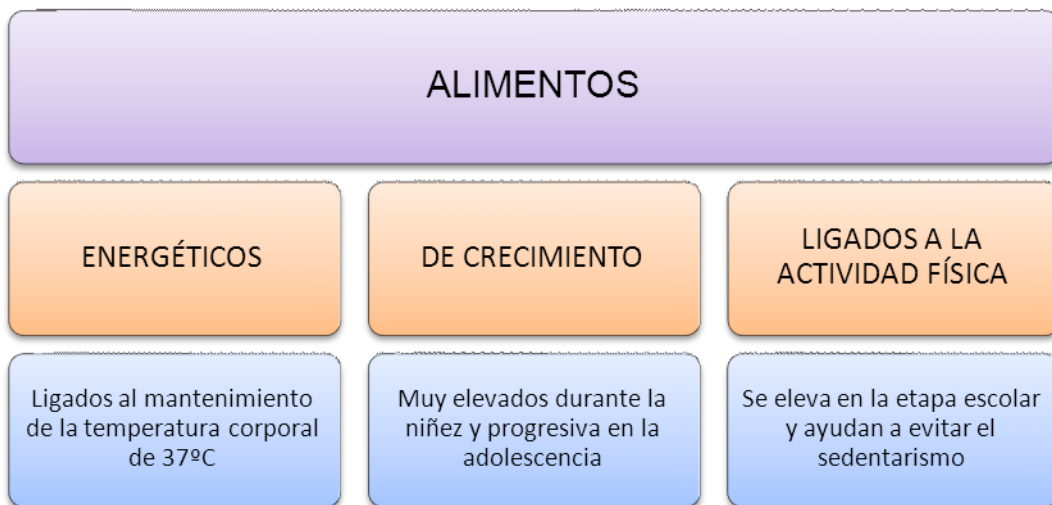 ALIMENTOS
ENERGÉTICOS
DE CRECIMIENTO
LIGADOS A LA
ACTIVIDAD FÍSICA
Ligados al mantenimiento
de la temperatura corporal
de 37ºC
Muy elevados durante la
niñez y progresiva en la
adolescencia
Se eleva en la etapa escolar
y ayudan a evitar el
sedentarismo